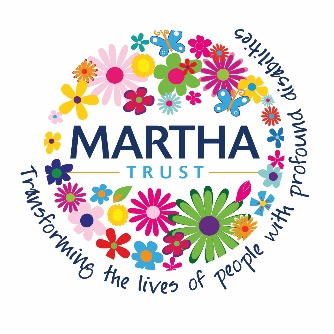 MARTHA
TRUST
Transforming the lives of people with profound disabilities